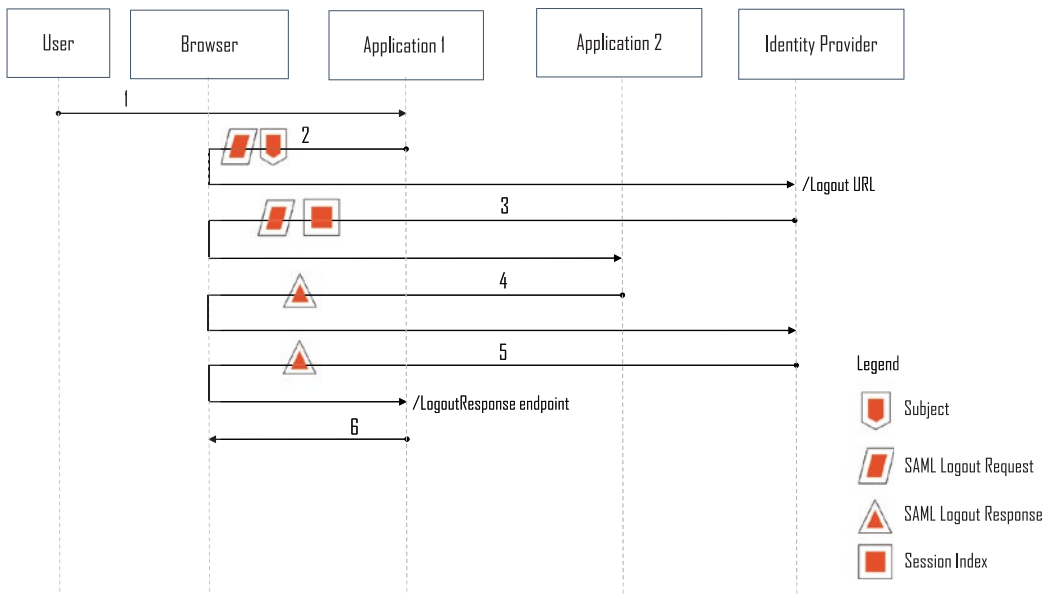 User
Browser
Application 1
Application 2
Identity Provider
1
2
/Logout URL
3
4
5
/LogoutResponse endpoint
6
Legend
Subject
SAML Logout Request
SAML Logout Response
Session Index